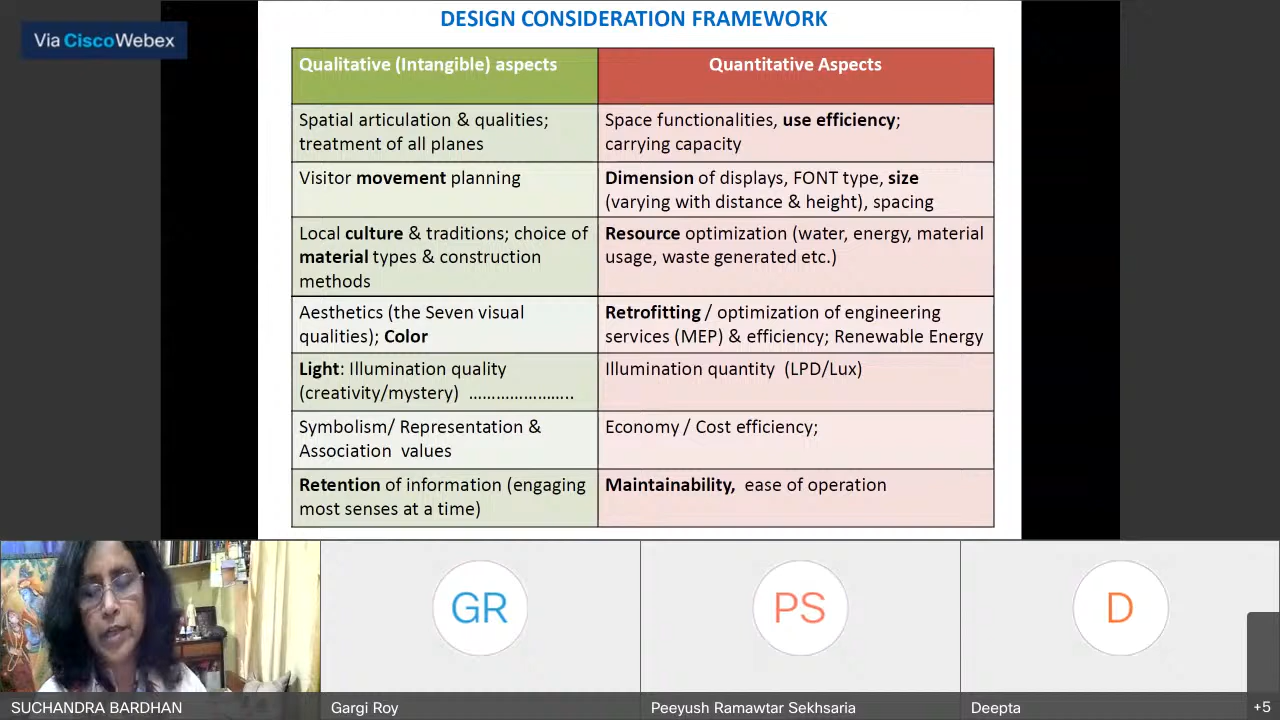 DESIGN CONSIDERATION FRAMEWORK
Via CiscoWebex
Qualitative (Intangible) aspects
Quantitative Aspects
Spatial articulation & qualities;
treatment of all planes
Space functionalities, use efficiency;
carrying capacity
Visitor movement planning
Dimension of displays, FONT type, size
(varying with distance & height), spacing
Local culture & traditions; choice of
material types & construction
methods
Resource optimization (water, energy, material
usage, waste generated etc.)
Aesthetics (the Seven visual
qualities); Color
Retrofitting / optimization of engineering
services (MEP) & efficiency; Renewable Energy
Light: Illumination quality
(creativity/mystery) …………………..
Illumination quantity (LPD/Lux)
Symbolism/ Representation &
Association values
Economy / Cost efficiency;
Retention of information (engaging
most senses at a time)
Maintainability, ease of operation
GR
PS
D
SUCHANDRA BARDHAN
Gargi Roy
Peeyush Ramawtar Sekhsaria
Deepta
+5